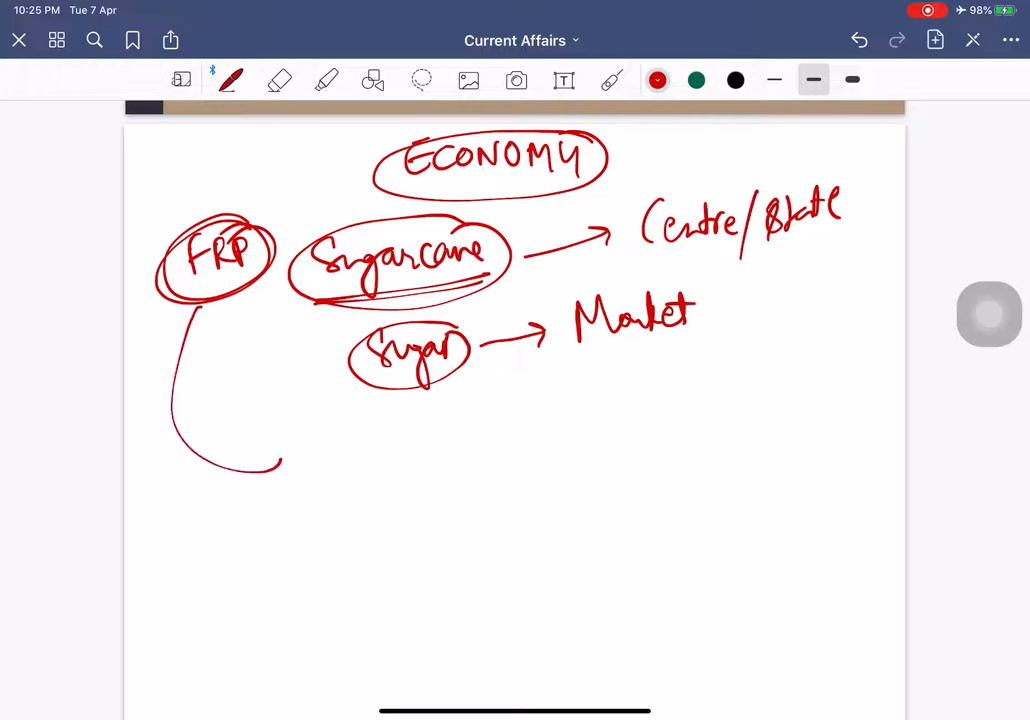 10:25 PM Tue 7 Apr
98%
Current Affairs
ECONOMY
FRP Sugarcane → Centre/State
Sugar → Market